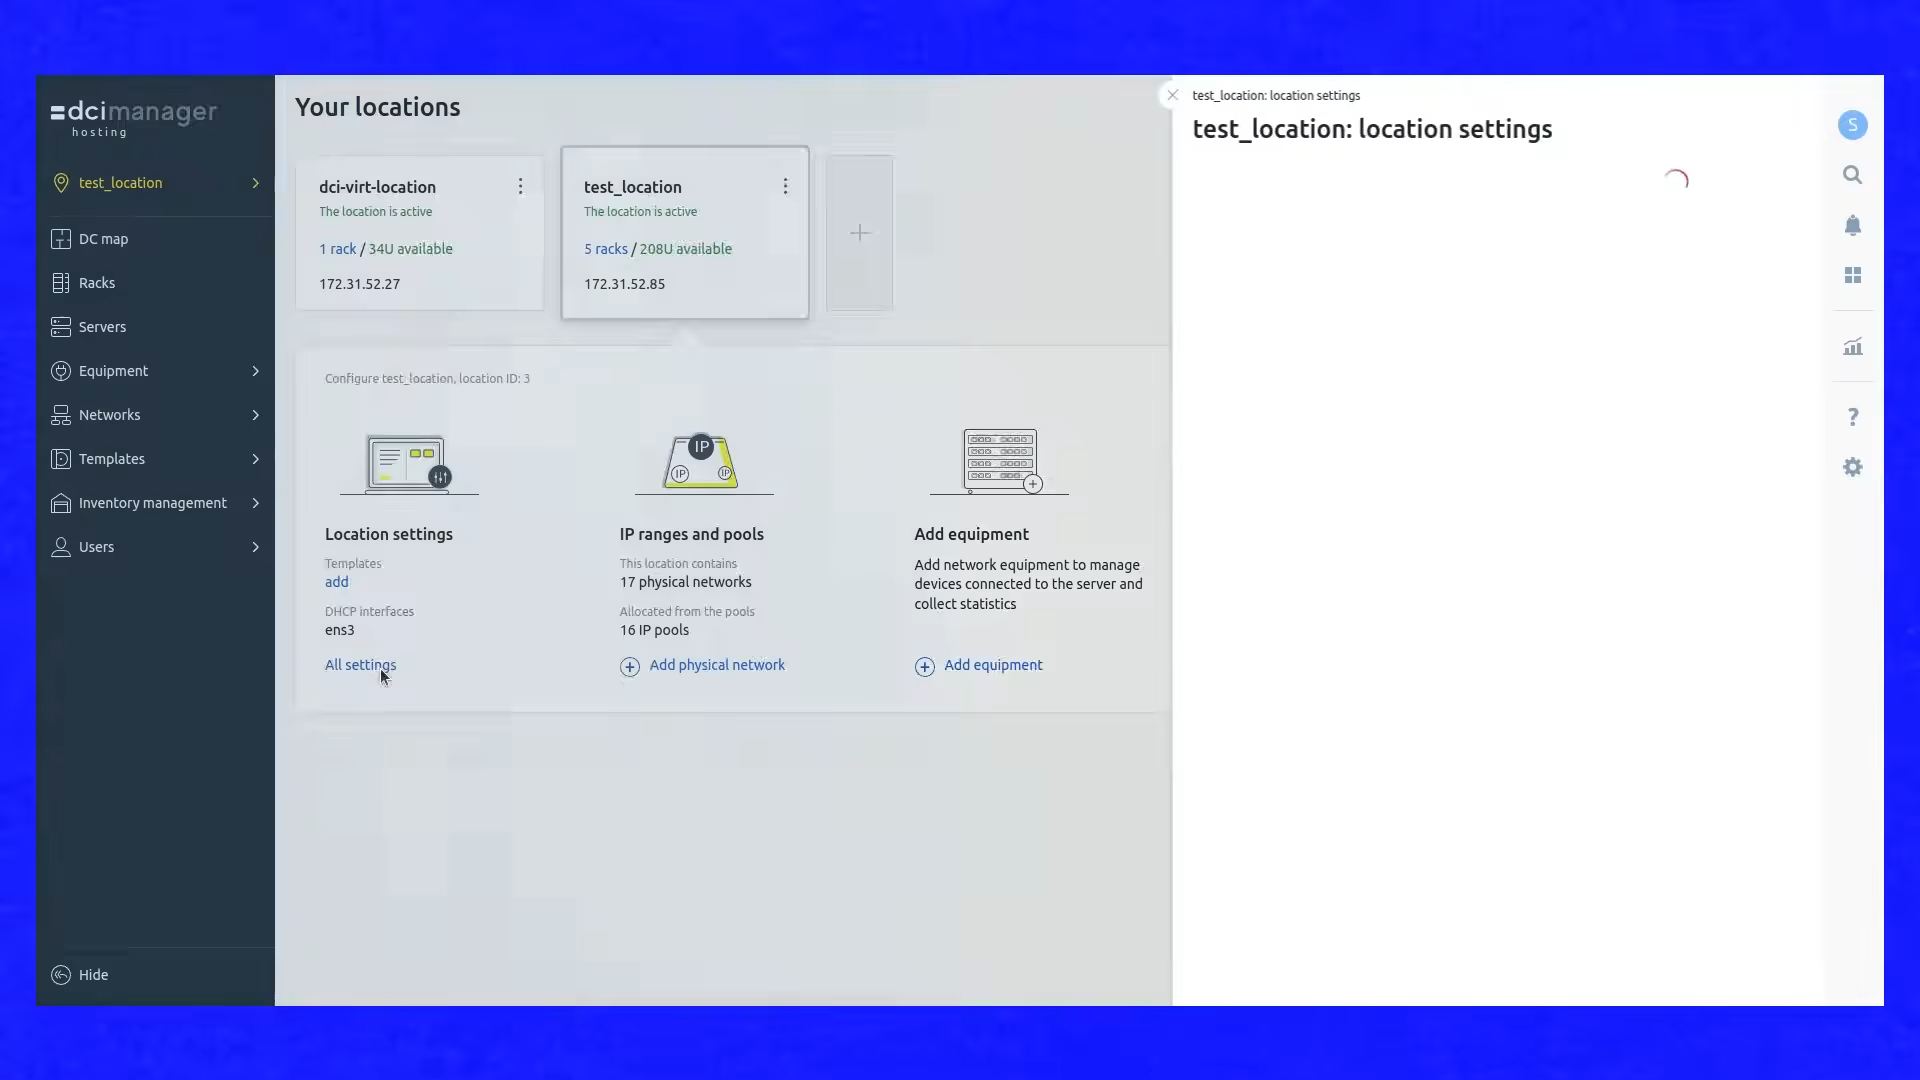 dcimanager
hosting
test_location
DC map
Racks
Servers
Equipment
Networks
Templates
Inventory management
Users
Hide
Your locations
dci-virt-location
The location is active
1 rack / 34U available
172.31.52.27
test_location
The location is active
5 racks / 208U available
172.31.52.85
+
Configure test_location, location ID: 3
IP
IP
IP
Location settings
Templates
add
DHCP interfaces
ens3
All settings
IP ranges and pools
This location contains
17 physical networks
Allocated from the pools
16 IP pools
Add physical network
Add equipment
Add network equipment to manage
devices connected to the server and
collect statistics
Add equipment
test_location: location settings
test_location: location settings
S
?